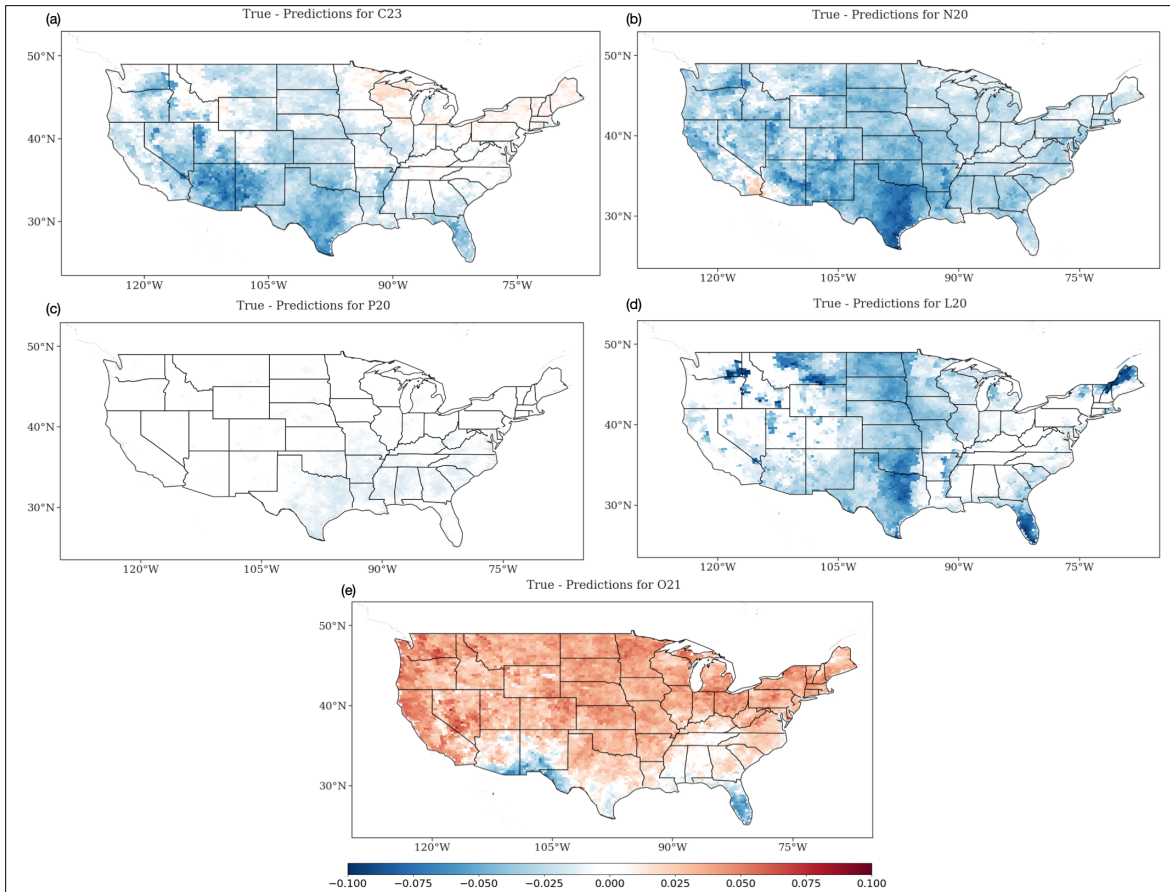 (a)
True - Predictions for C23
50°N
40°N
30°N
120°W 105°W 90°W 75°W
(b)
True - Predictions for N20
50°N
40°N
30°N
120°W 105°W 90°W 75°W
(c)
True - Predictions for P20
50°N
40°N
30°N
120°W 105°W 90°W 75°W
(d)
True - Predictions for L20
50°N
40°N
30°N
120°W 105°W 90°W 75°W
(e)
True - Predictions for O21
50°N
40°N
30°N
120°W 105°W 90°W 75°W
−0.100 −0.075 −0.050 −0.025 0.000 0.025 0.050 0.075 0.100